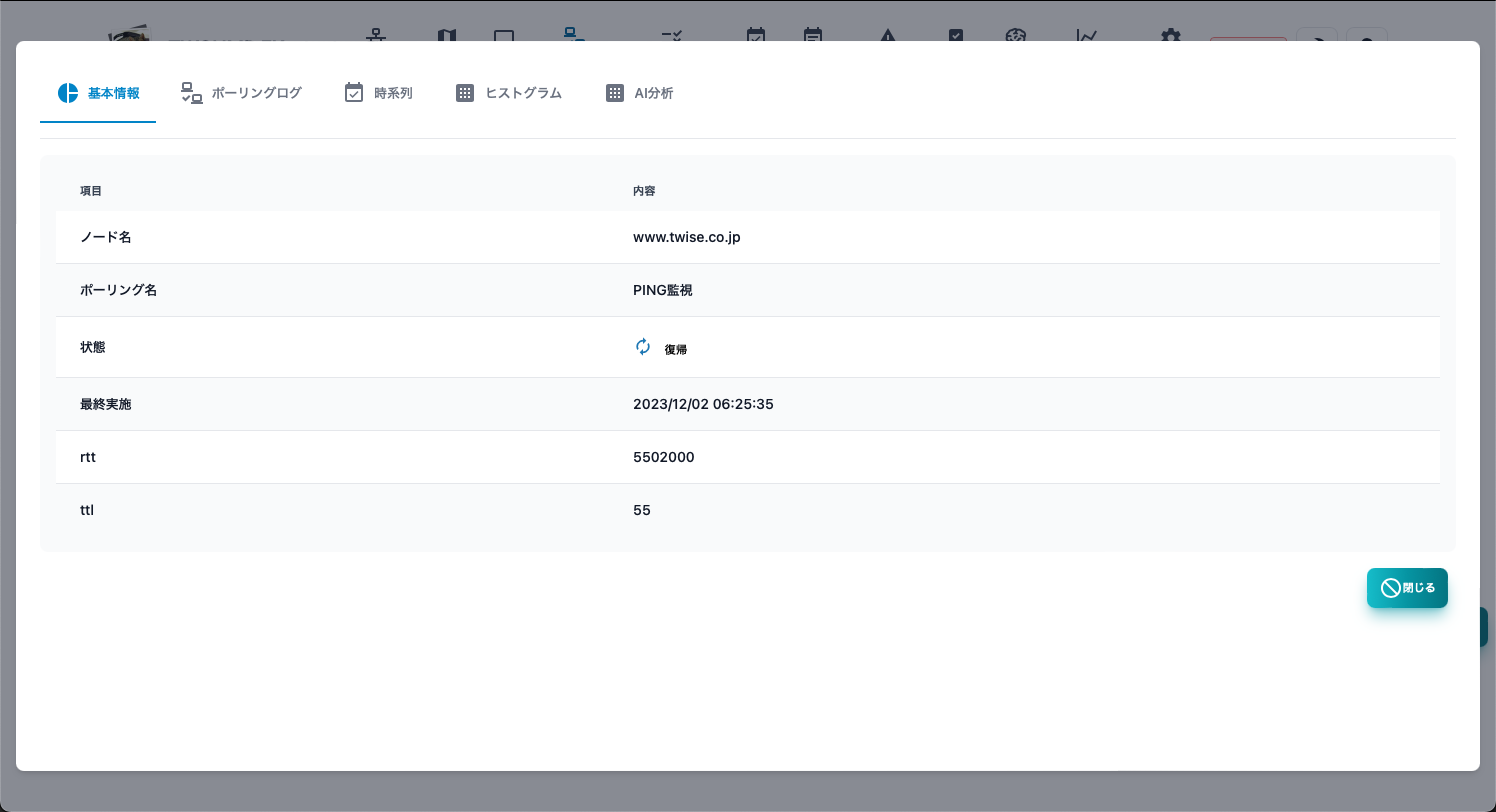 基本情報
ポーリングログ
時系列
ヒストグラム
AI分析
項目 内容
ノード名 www.twise.co.jp
ポーリング名 PING監視
状態 復帰
最終実施 2023/12/02 06:25:35
rtt 5502000
ttl 55
閉じる